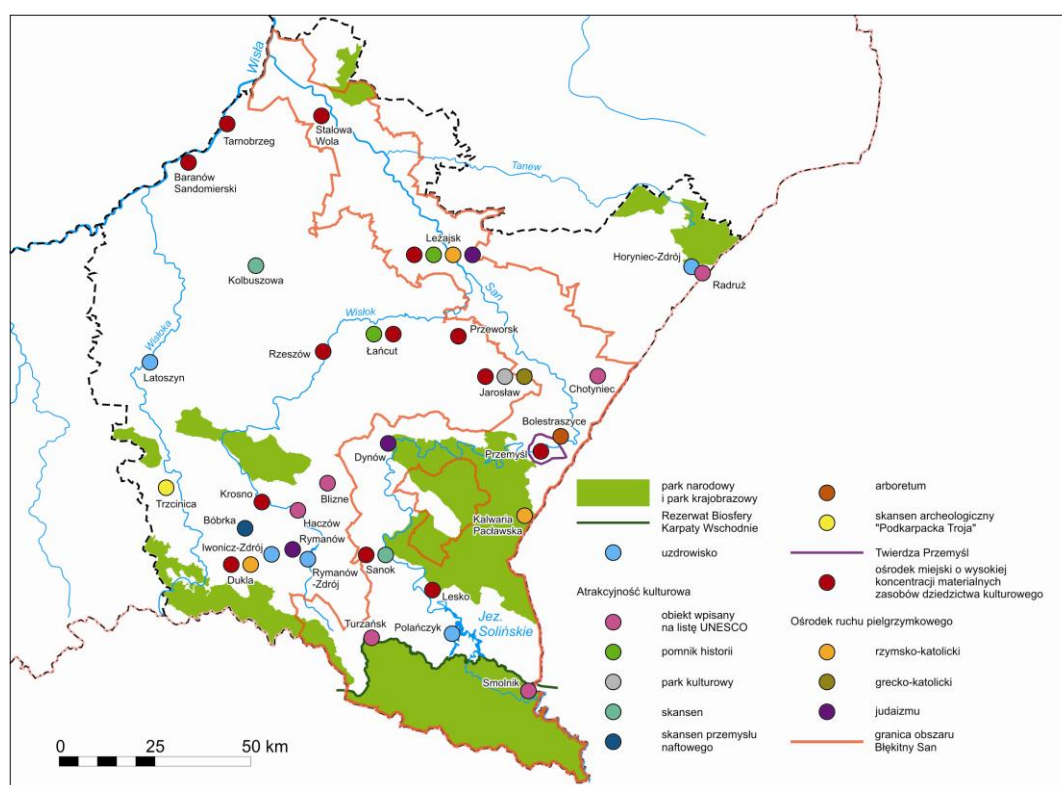 Wisła
Tarnobrzeg
Stalowa
Wola
Baranów
Sandomierski
Tanew
Leżajsk
Horyniec-Zdrój
Radruż
Kolbuszowa
San
Wisłok
Wisłoka
Rzeszów
Łańcut
Przeworsk
Latoszyn
Jarosław
Chotyniec
Bolestraszyce
Dynów
Przemyśl
Trzcinica
Krosno
Blizne
Haczów
Bóbrka
Rymanów
Iwonicz-Zdrój
Dukla
Rymanów
-Zdrój
Sanok
Kalwaria
Pacławska
Lesko
Jez.
Solińskie
Turzańsk
Polańczyk
Smolnik
0 25 50 km
park narodowy
i park krajobrazowy
Rezerwat Biosfery
Karpaty Wschodnie
uzdrowisko
Atrakcyjność kulturowa
obiekt wpisany
na listę UNESCO
pomnik historii
park kulturowy
skansen
skansen przemysłu
naftowego
arboretum
skansen archeologiczny
"Podkarpacka Troja"
Twierdza Przemyśl
ośrodek miejski o wysokiej
koncentracji materialnych
zasobów dziedzictwa kulturowego
Ośrodek ruchu pielgrzymkowego
rzymsko-katolicki
grecko-katolicki
judaizmu
granica obszaru
Błękitny San